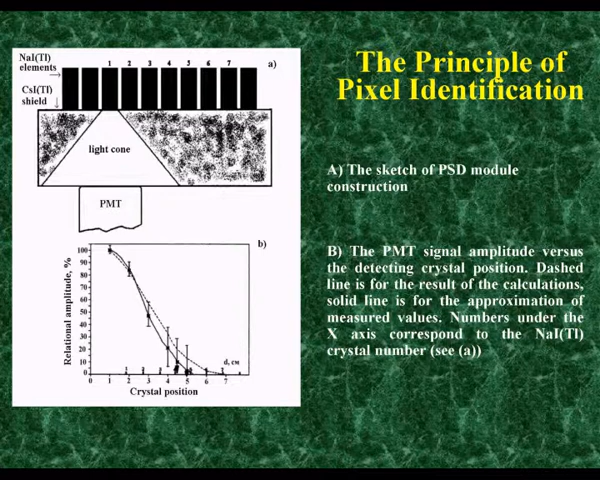 The Principle of
Pixel Identification
NaI(Tl)
elements
1 2 3 4 5 6 7
a)
CsI(Tl)
shield
light cone
PMT
A) The sketch of PSD module
construction
B) The PMT signal amplitude versus
the detecting crystal position. Dashed
line is for the result of the calculations,
solid line is for the approximation of
measured values. Numbers under the
X axis correspond to the NaI(Tl)
crystal number (see (a))
b)
Relational amplitude, %
100
90
80
70
60
50
40
30
20
10
0
d, см
0 1 2 3 4 5 6 7
Crystal position